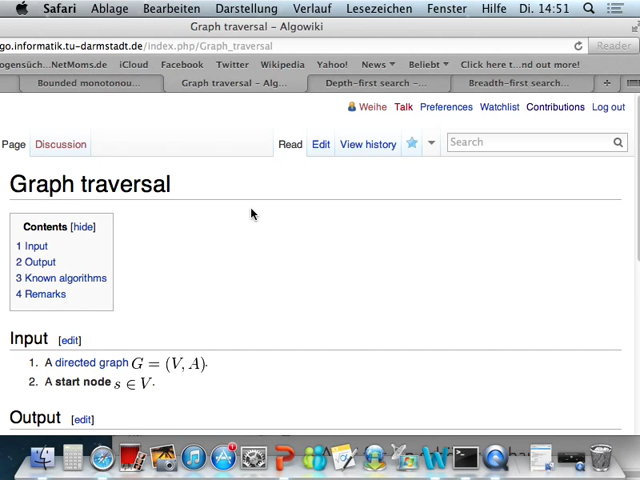 Safari Ablage Bearbeiten Darstellung Verlauf Lesezeichen Fenster Hilfe Di. 14:51
Graph traversal - Algowiki
go.informatik.tu-darmstadt.de/index.php/Graph_traversal Reader
ogensüch...NetMoms.de iCloud Facebook Twitter Wikipedia Yahoo! News Beliebt Click here t...nd out more!
Bounded monotonou... Graph traversal - Alg... Depth-first search -... Breadth-first search...
Weihe Talk Preferences Watchlist Contributions Log out
Page Discussion Read Edit View history Search
Graph traversal
Contents [hide]
1 Input
2 Output
3 Known algorithms
4 Remarks
Input [edit]
1. A directed graph G = (V, A).
2. A start node s ∈ V.
Output [edit]